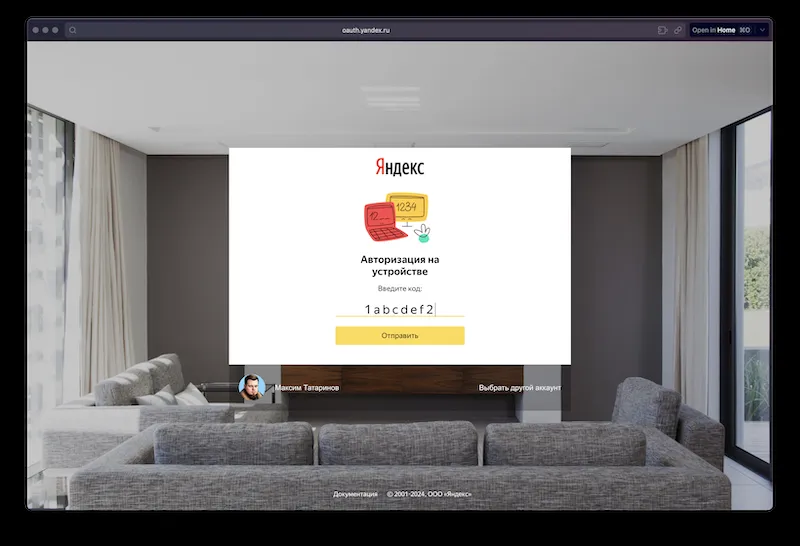 oauth.yandex.ru
Open in Home ⌘O
Яндекс
1234
12
Авторизация на
устройстве
Введите код:
1abcdef2
Отправить
Максим Татаринов
Выбрать другой аккаунт
Документация © 2001-2024, ООО «Яндекс»